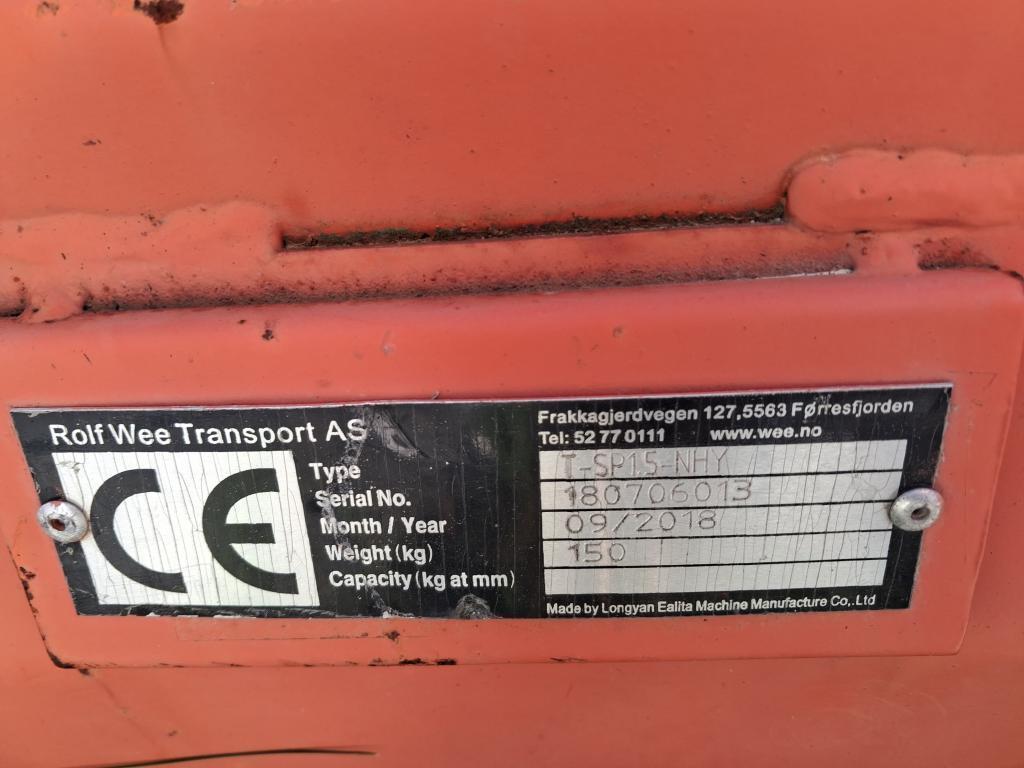 Rolf Wee Transport AS
Frakkagjerdvegen 127,5563 Førresfjorden
Tel: 52 77 0111 www.wee.no
CE
Type T-SP1.5-NHY
Serial No. 180706013
Month / Year 09/2018
Weight (kg) 150
Capacity (kg at mm)
Made by Longyan Ealita Machine Manufacture Co,.Ltd